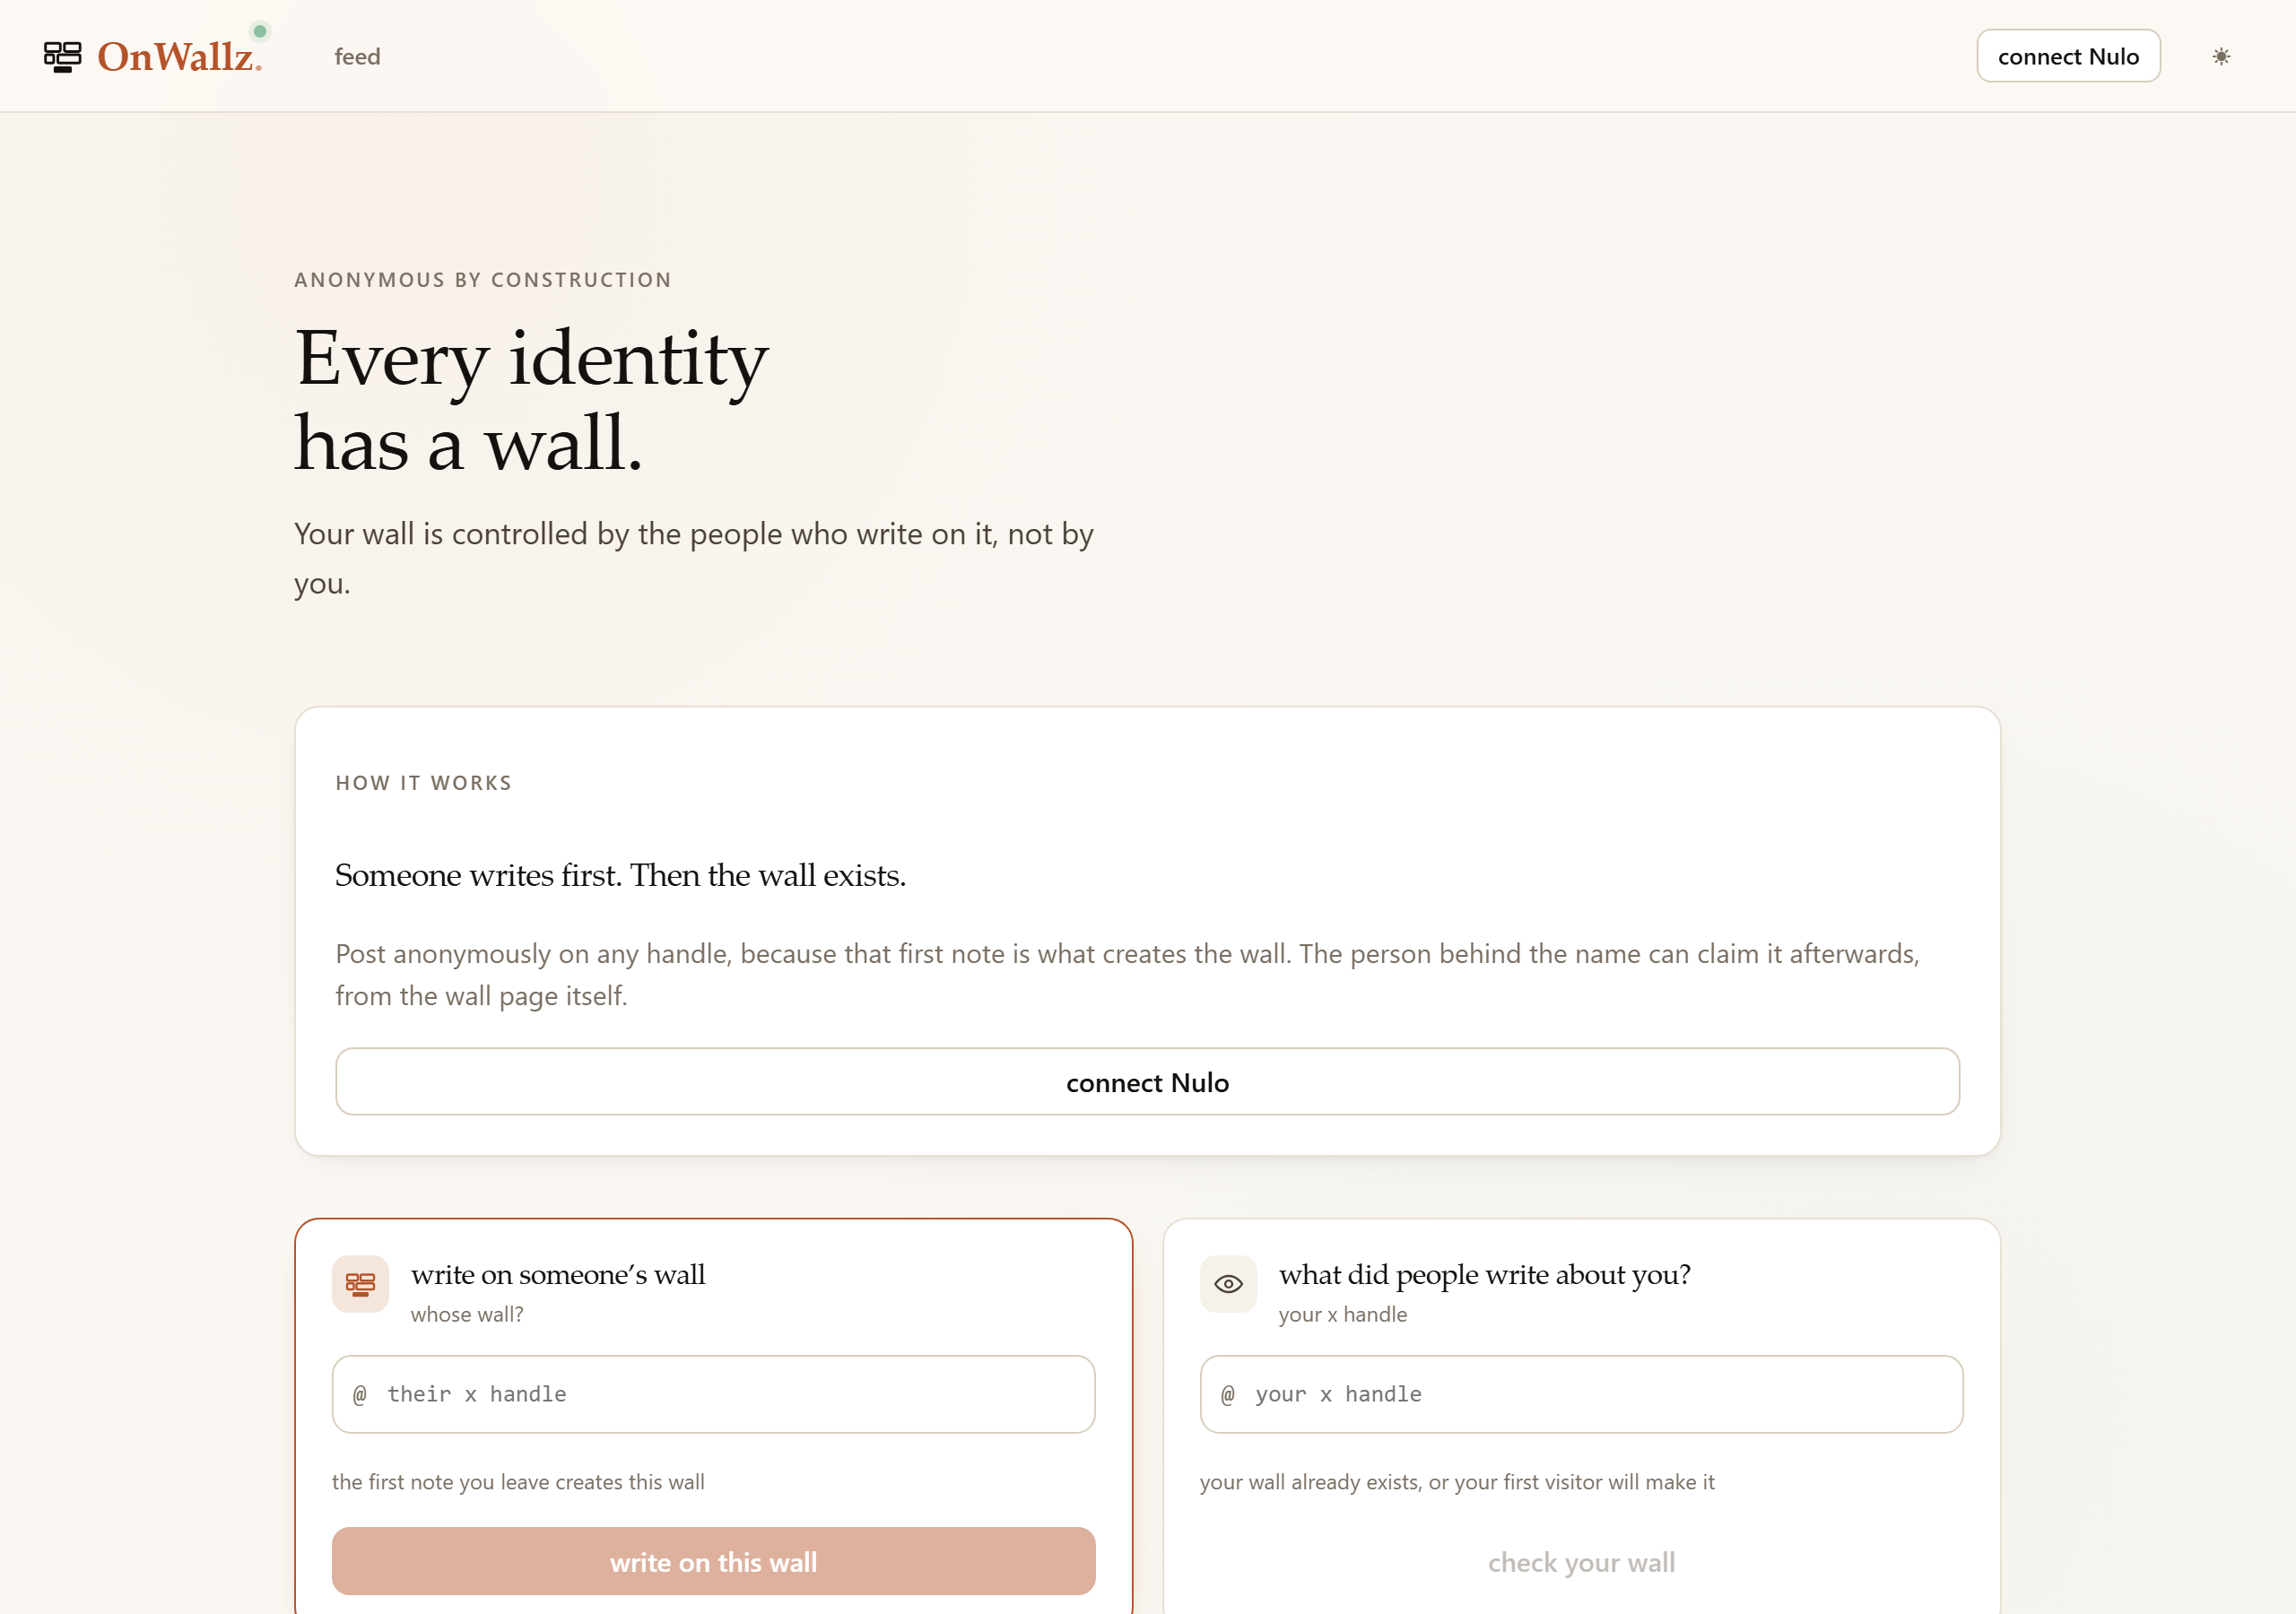 OnWallz.
feed
connect Nulo
ANONYMOUS BY CONSTRUCTION
Every identity
has a wall.
Your wall is controlled by the people who write on it, not by
you.
HOW IT WORKS
Someone writes first. Then the wall exists.
Post anonymously on any handle, because that first note is what creates the wall. The person behind the name can claim it afterwards,
from the wall page itself.
connect Nulo
write on someone’s wall
whose wall?
@ their x handle
the first note you leave creates this wall
write on this wall
what did people write about you?
your x handle
@ your x handle
your wall already exists, or your first visitor will make it
check your wall